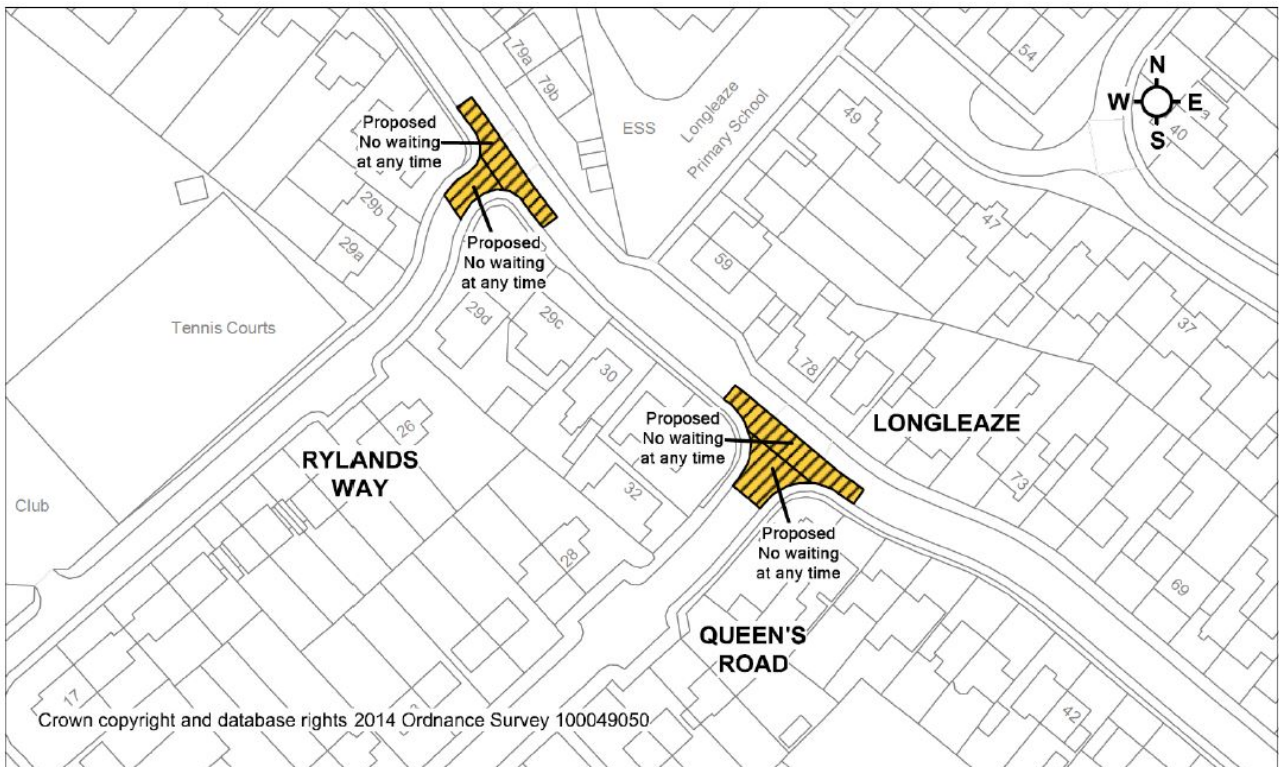 79a
79b
54
N
W
E
S
40
Proposed
No waiting
at any time
ESS
Longleaze
Primary School
49
29b
29a
47
Proposed
No waiting
at any time
59
29d
29c
37
Tennis Courts
30
78
Proposed
No waiting
at any time
LONGLEAZE
26
RYLANDS
WAY
73
32
Club
Proposed
No waiting
at any time
28
69
QUEEN'S
ROAD
17
42
Crown copyright and database rights 2014 Ordnance Survey 100049050